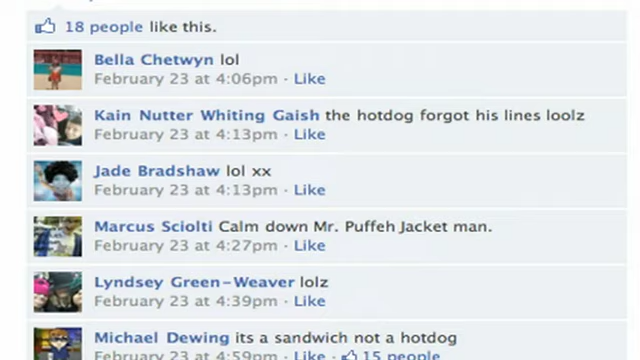 18 people like this.
Bella Chetwyn lol
February 23 at 4:06pm · Like
Kain Nutter Whiting Gaish the hotdog forgot his lines loolz
February 23 at 4:13pm · Like
Jade Bradshaw lol xx
February 23 at 4:13pm · Like
Marcus Sciolti Calm down Mr. Puffeh Jacket man.
February 23 at 4:27pm · Like
Lyndsey Green-Weaver lolz
February 23 at 4:39pm · Like
Michael Dewing its a sandwich not a hotdog
February 23 at 4:59pm · Like · 15 people